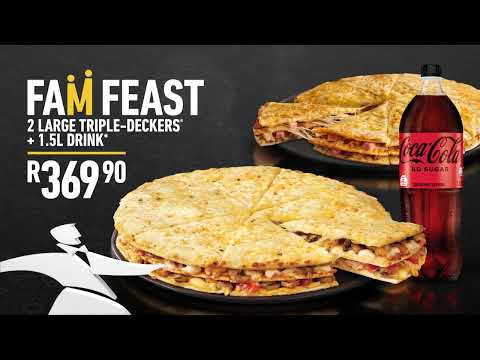 FAM FEAST
2 LARGE TRIPLE-DECKERS*
+ 1.5L DRINK*
R369.90
Coca-Cola
NO SUGAR